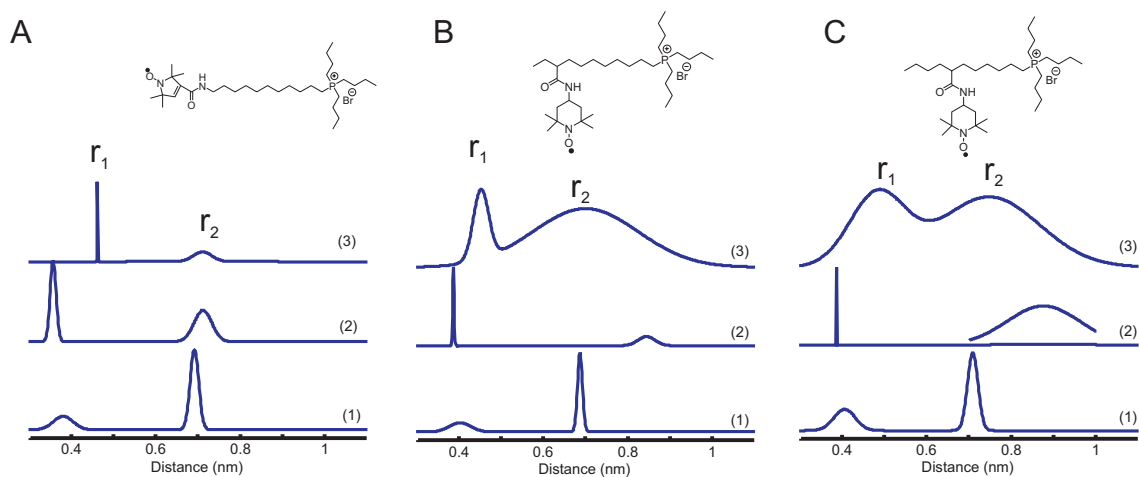 A
B
C
O
N
H
N
O
P
+
Br
−
P
+
Br
−
O
NH
N
O
P
+
Br
−
O
NH
N
O
r1
r2
(3)
(2)
(1)
0.4
0.6
0.8
1
Distance (nm)
r1
r2
(3)
(2)
(1)
0.4
0.6
0.8
1
Distance (nm)
r1
r2
(3)
(2)
(1)
0.4
0.6
0.8
1
Distance (nm)